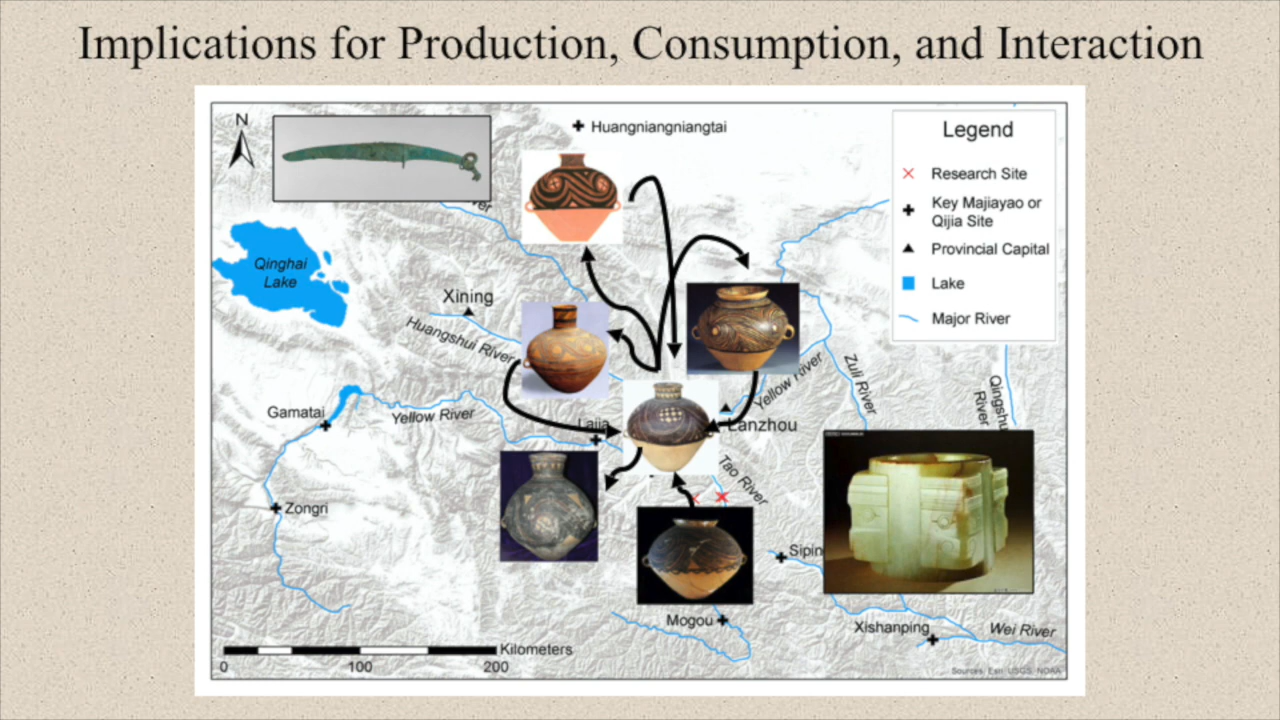 Implications for Production, Consumption, and Interaction
N
Huangniangniangtai
Legend
Research Site
Key Majiayao or
Qijia Site
Provincial Capital
Lake
Major River
Qinghai
Lake
Xining
Huangshui River
Gamatai
Yellow River
Lajia
Lanzhou
Yellow River
Zuli River
Qingshu
River
Tao River
Zongri
Sipin
Mogou
Xishanping
Wei River
Kilometers
0 100 200
Sources: Esri, USGS, NOAA